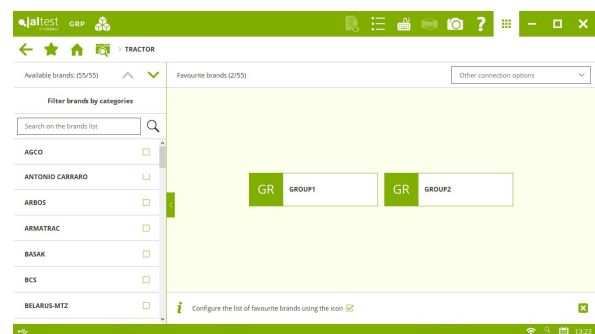 jaltest GRP
TRACTOR
Available brands: (55/55)
Favourite brands (2/55)
Other connection options
Filter brands by categories
Search on the brands list
AGCO
ANTONIO CARRARO
ARBOS
ARMATRAC
BASAK
BCS
BELARUS-MTZ
GR GROUP1
GR GROUP2
Configure the list of favourite brands using the icon
13:23